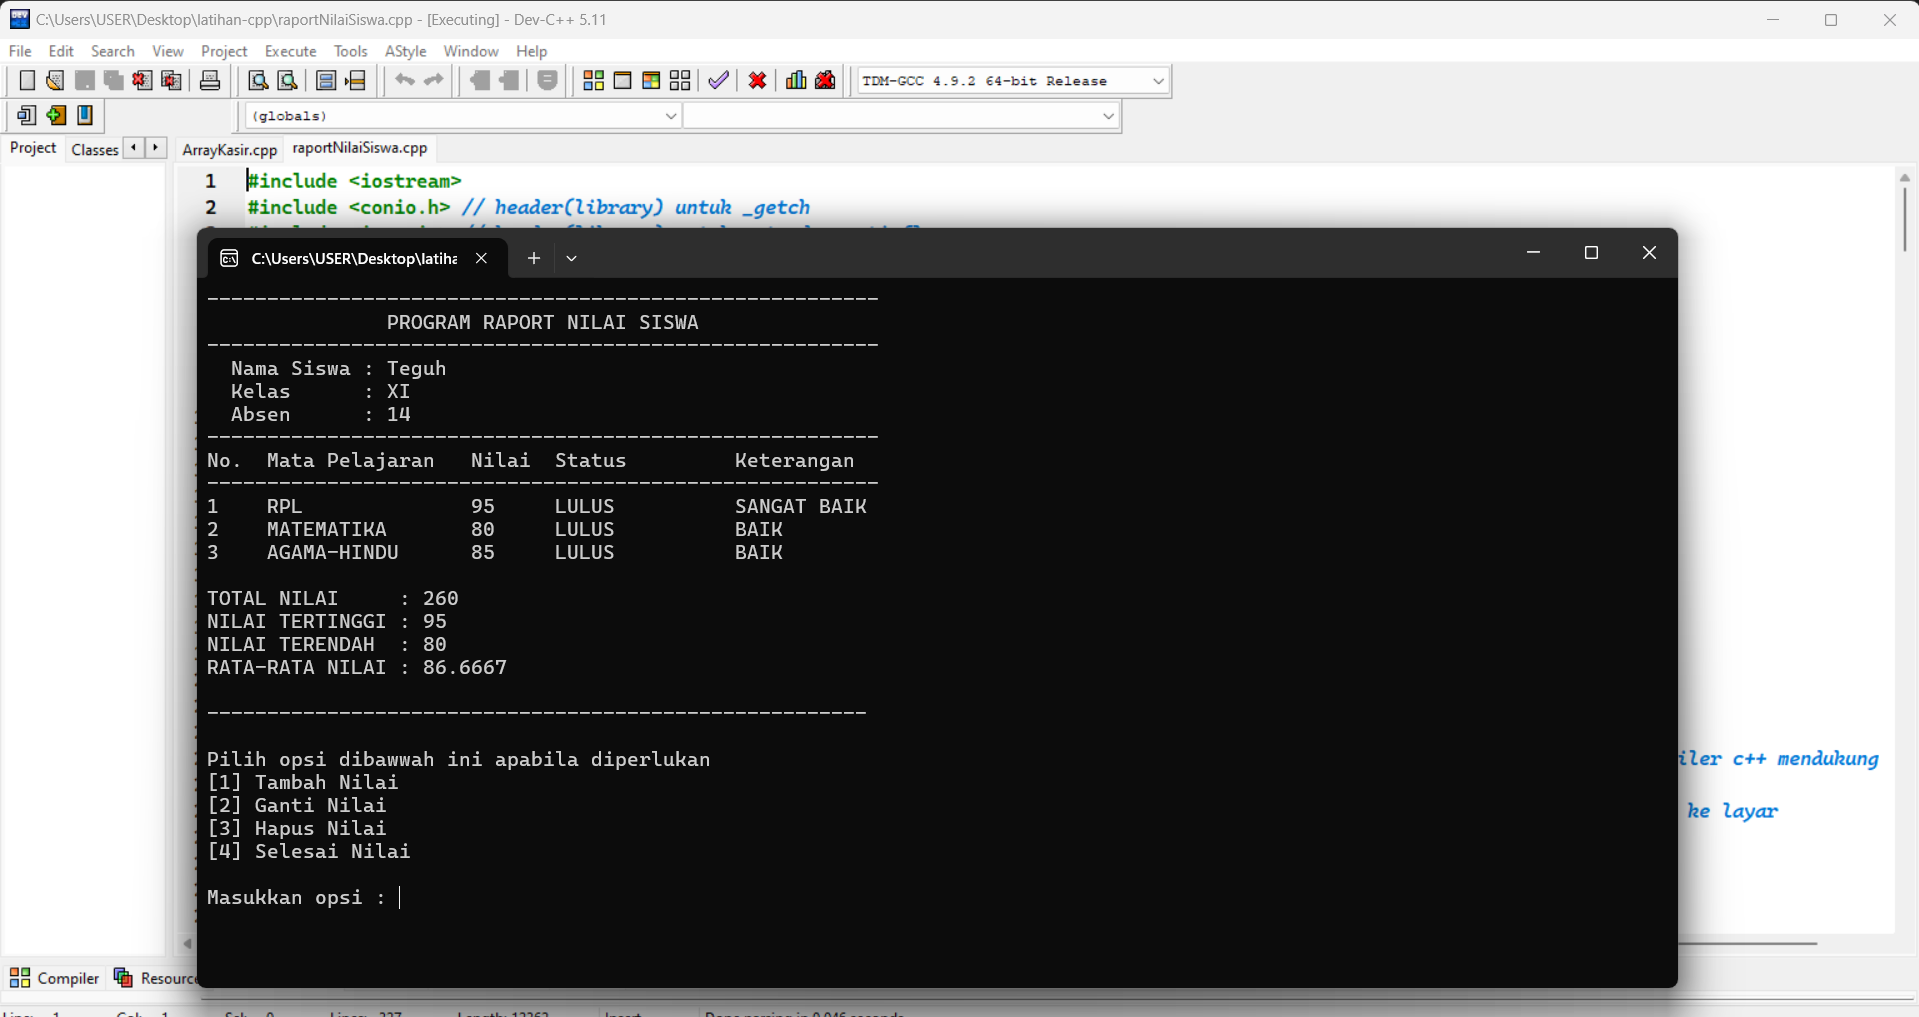 C:\Users\USER\Desktop\latihan-cpp\raportNilaiSiswa.cpp - [Executing] - Dev-C++ 5.11
File Edit Search View Project Execute Tools AStyle Window Help
TDM-GCC 4.9.2 64-bit Release
(globals)
Project Classes ArrayKasir.cpp raportNilaiSiswa.cpp
1 #include <iostream>
2 #include <conio.h> // header(library) untuk _getch
C:\Users\USER\Desktop\latiha
--------------------------------------------------------
PROGRAM RAPORT NILAI SISWA
--------------------------------------------------------
Nama Siswa : Teguh
Kelas : XI
Absen : 14
--------------------------------------------------------
No. Mata Pelajaran Nilai Status Keterangan
--------------------------------------------------------
1 RPL 95 LULUS SANGAT BAIK
2 MATEMATIKA 80 LULUS BAIK
3 AGAMA-HINDU 85 LULUS BAIK
TOTAL NILAI : 260
NILAI TERTINGGI : 95
NILAI TERENDAH : 80
RATA-RATA NILAI : 86.6667
-------------------------------------------------------
Pilih opsi dibawwah ini apabila diperlukan
[1] Tambah Nilai
[2] Ganti Nilai
[3] Hapus Nilai
[4] Selesai Nilai
Masukkan opsi :
iler c++ mendukung
ke layar
Compiler Resourc